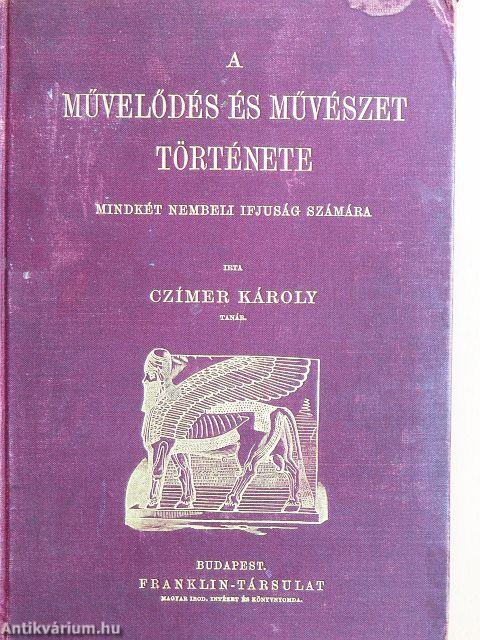 A
MŰVELŐDÉS ÉS MŰVÉSZET
TÖRTÉNETE
MINDKÉT NEMBELI IFJUSÁG SZÁMÁRA
IRTA
CZÍMER KÁROLY
TANÁR.
BUDAPEST.
FRANKLIN-TÁRSULAT
MAGYAR IROD. INTÉZET ÉS KÖNYVNYOMDA.
Antikvárium.hu